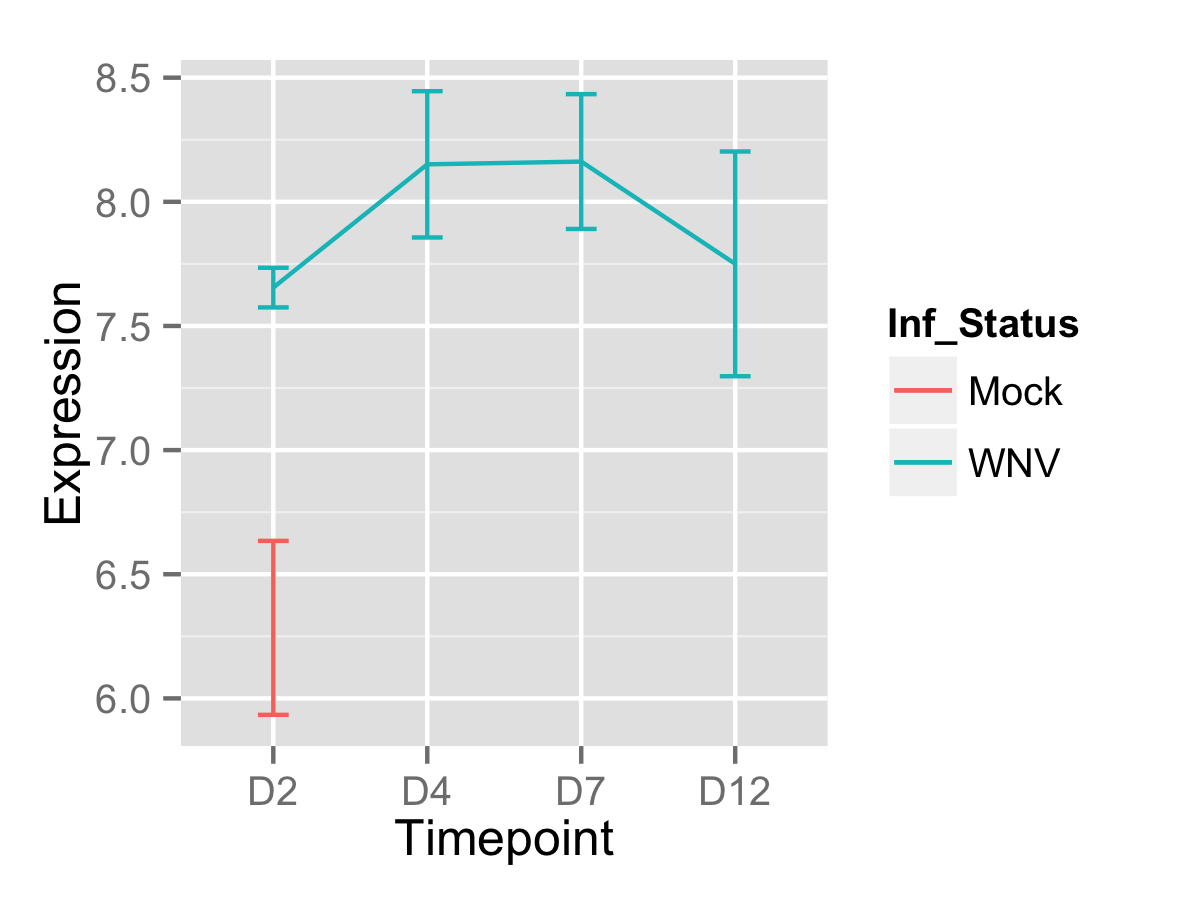 8.5
8.0
7.5
7.0
6.5
6.0
Expression
D2 D4 D7 D12
Timepoint
Inf_Status
Mock
WNV